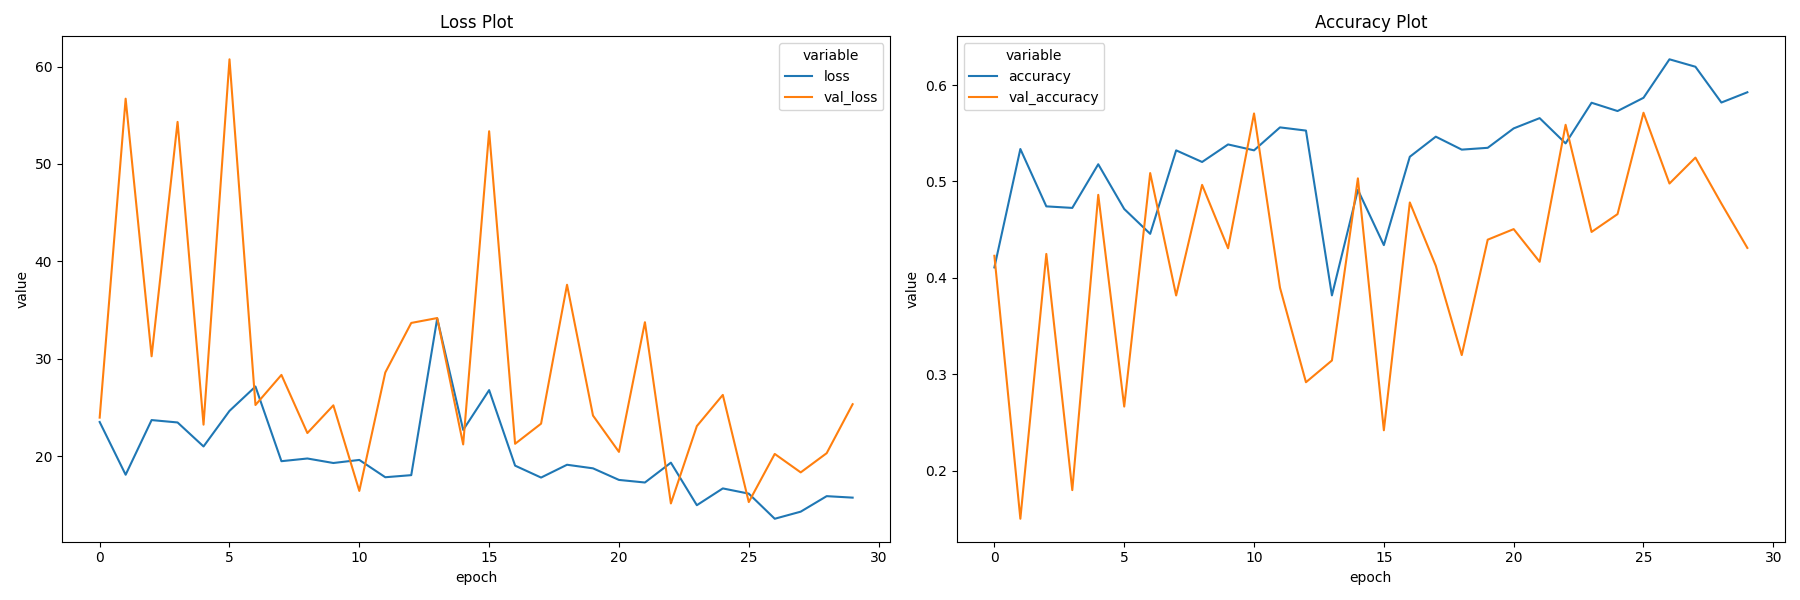 Loss Plot
60
50
40
30
20
value
variable
loss
val_loss
0 5 10 15 20 25 30
epoch
Accuracy Plot
0.6
0.5
0.4
0.3
0.2
value
variable
accuracy
val_accuracy
0 5 10 15 20 25 30
epoch